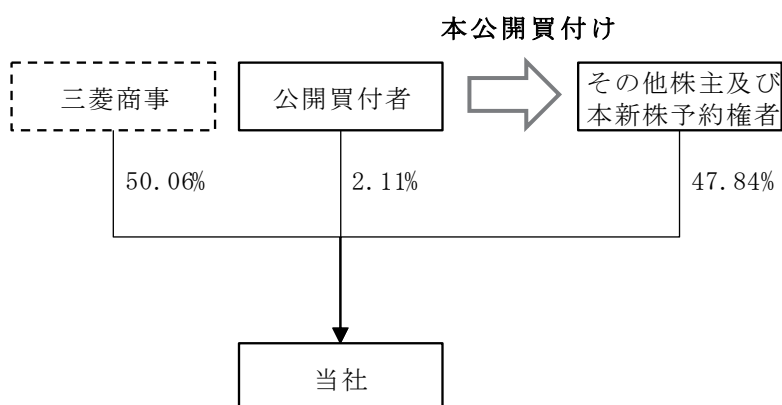 本公開買付け
三菱商事
公開買付者
その他株主及び
本新株予約権者
50.06%
2.11%
47.84%
当社